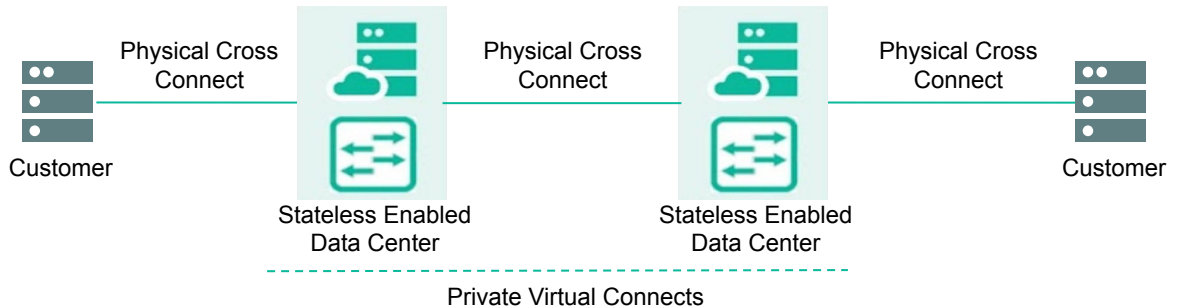 Physical Cross
Connect
Physical Cross
Connect
Physical Cross
Connect
Customer
Customer
Stateless Enabled
Data Center
Stateless Enabled
Data Center
Private Virtual Connects